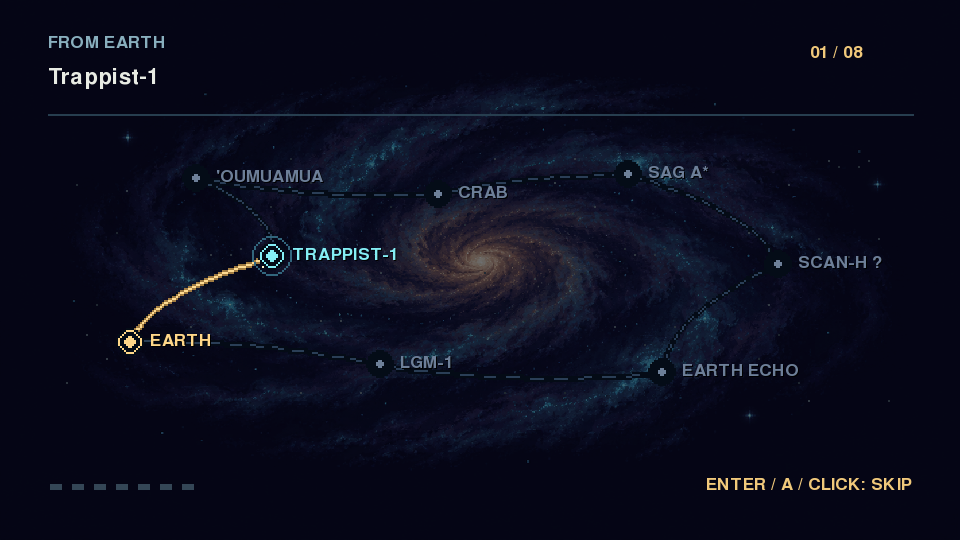 FROM EARTH
Trappist-1
01 / 08
'OUMUAMUA
CRAB
SAG A*
TRAPPIST-1
SCAN-H ?
EARTH
LGM-1
EARTH ECHO
ENTER / A / CLICK: SKIP